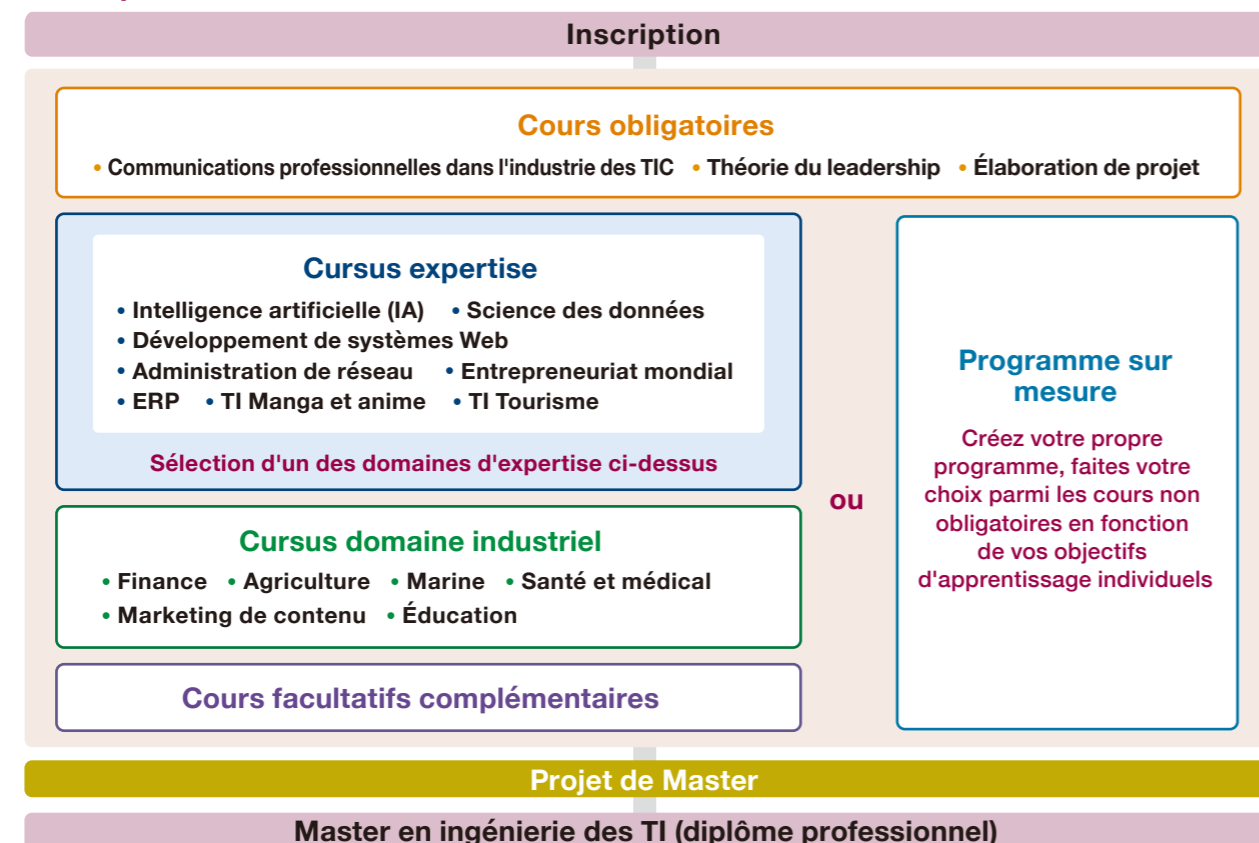 Inscription
Cours obligatoires
• Communications professionnelles dans l'industrie des TIC • Théorie du leadership • Élaboration de projet
Cursus expertise
• Intelligence artificielle (IA) • Science des données
• Développement de systèmes Web
• Administration de réseau • Entrepreneuriat mondial
• ERP • TI Manga et anime • TI Tourisme
Sélection d'un des domaines d'expertise ci-dessus
Cursus domaine industriel
• Finance • Agriculture • Marine • Santé et médical
• Marketing de contenu • Éducation
Cours facultatifs complémentaires
ou
Programme sur
mesure
Créez votre propre
programme, faites votre
choix parmi les cours non
obligatoires en fonction
de vos objectifs
d'apprentissage individuels
Projet de Master
Master en ingénierie des TI (diplôme professionnel)